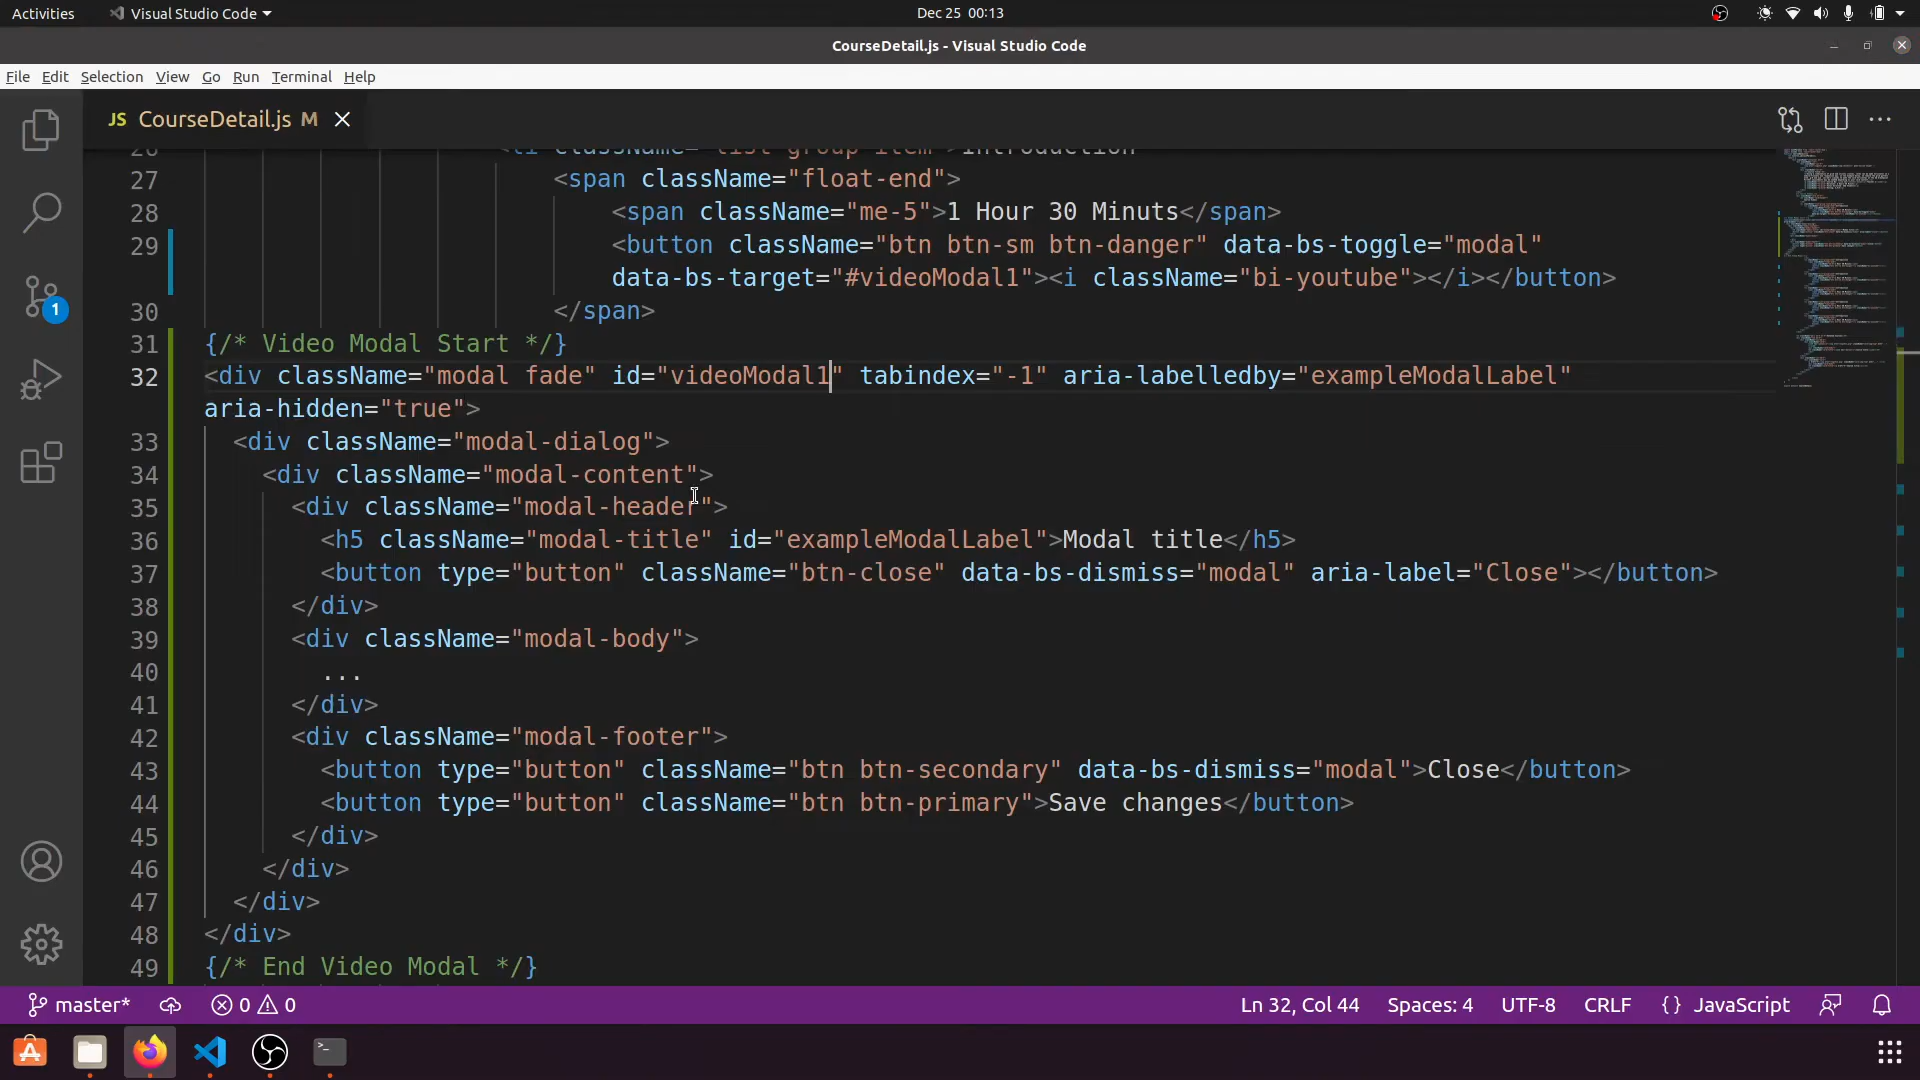 Activities Visual Studio Code Dec 25 00:13
CourseDetail.js - Visual Studio Code
File Edit Selection View Go Run Terminal Help
JS CourseDetail.js M
26 <li className="list-group-item">Introduction
27 <span className="float-end">
28 <span className="me-5">1 Hour 30 Minuts</span>
29 <button className="btn btn-sm btn-danger" data-bs-toggle="modal"
data-bs-target="#videoModal1"><i className="bi-youtube"></i></button>
30 </span>
31 {/* Video Modal Start */}
32 <div className="modal fade" id="videoModal1" tabindex="-1" aria-labelledby="exampleModalLabel"
aria-hidden="true">
33 <div className="modal-dialog">
34 <div className="modal-content">
35 <div className="modal-header">
36 <h5 className="modal-title" id="exampleModalLabel">Modal title</h5>
37 <button type="button" className="btn-close" data-bs-dismiss="modal" aria-label="Close"></button>
38 </div>
39 <div className="modal-body">
40 ...
41 </div>
42 <div className="modal-footer">
43 <button type="button" className="btn btn-secondary" data-bs-dismiss="modal">Close</button>
44 <button type="button" className="btn btn-primary">Save changes</button>
45 </div>
46 </div>
47 </div>
48 </div>
49 {/* End Video Modal */}
1
master* 0 0 Ln 32, Col 44 Spaces: 4 UTF-8 CRLF {} JavaScript